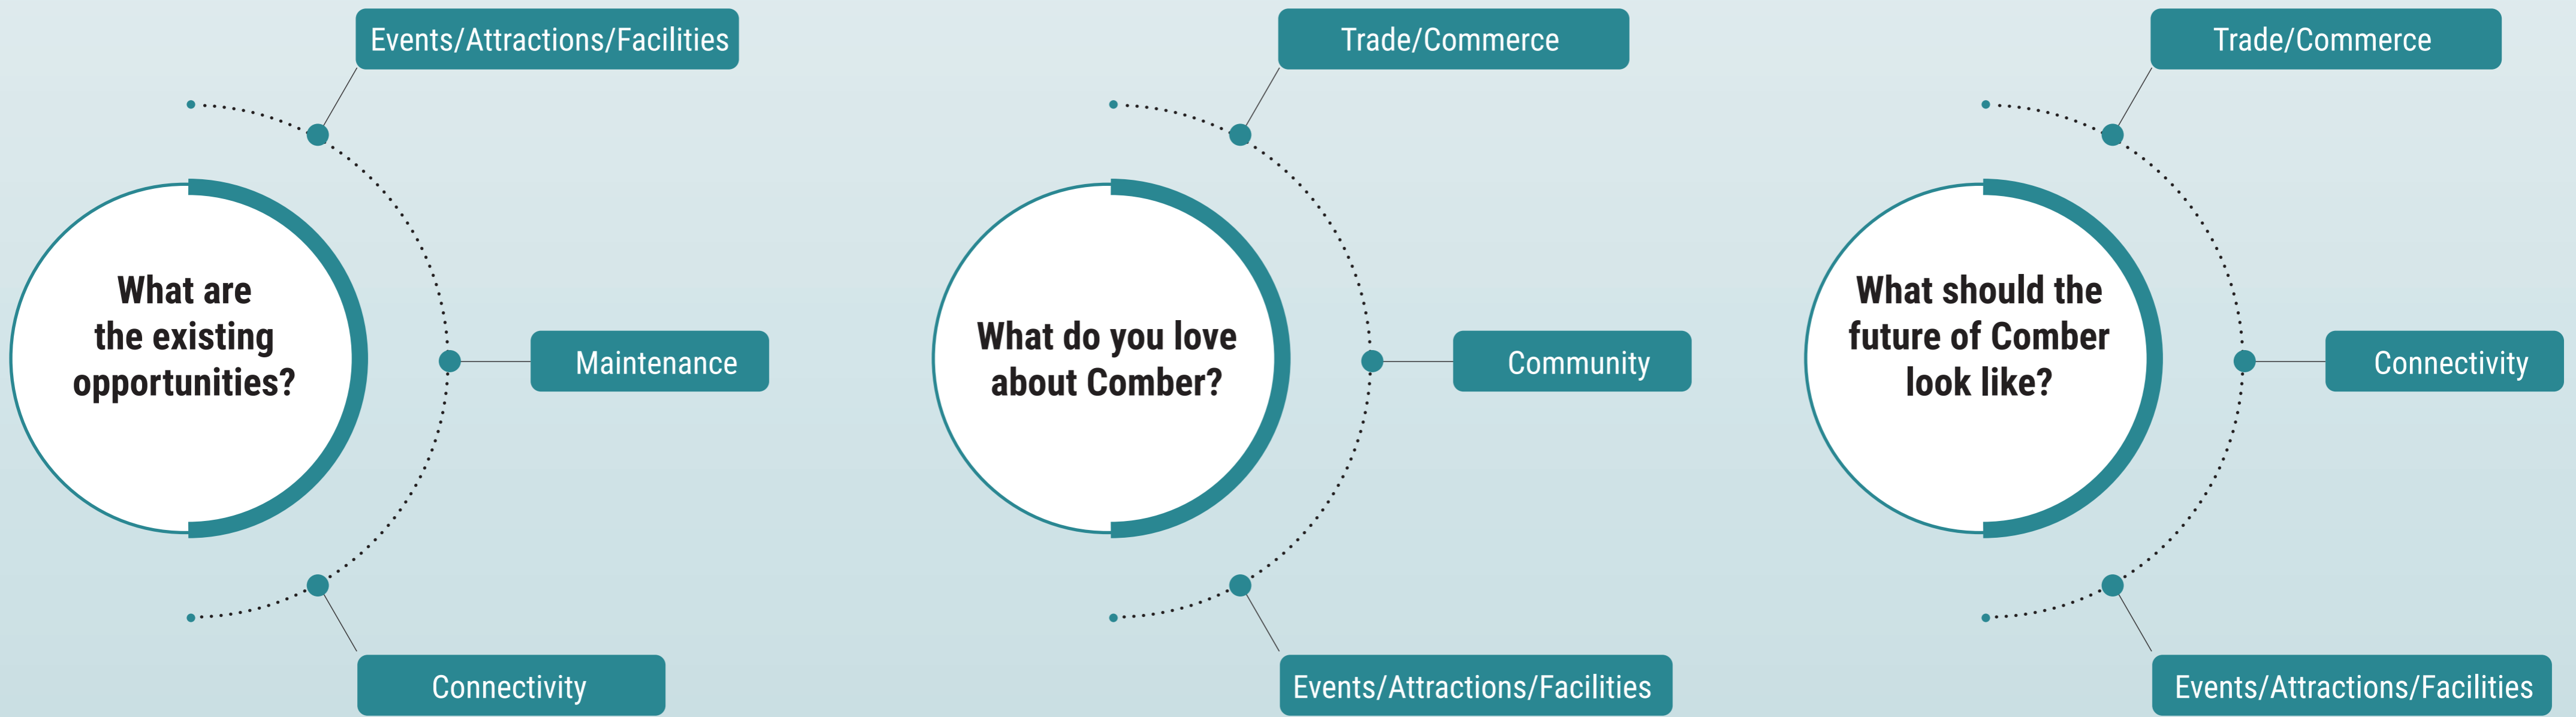 Events/Attractions/Facilities
What are
the existing
opportunities?
Maintenance
Connectivity
Trade/Commerce
What do you love
about Comber?
Community
Events/Attractions/Facilities
Trade/Commerce
What should the
future of Comber
look like?
Connectivity
Events/Attractions/Facilities